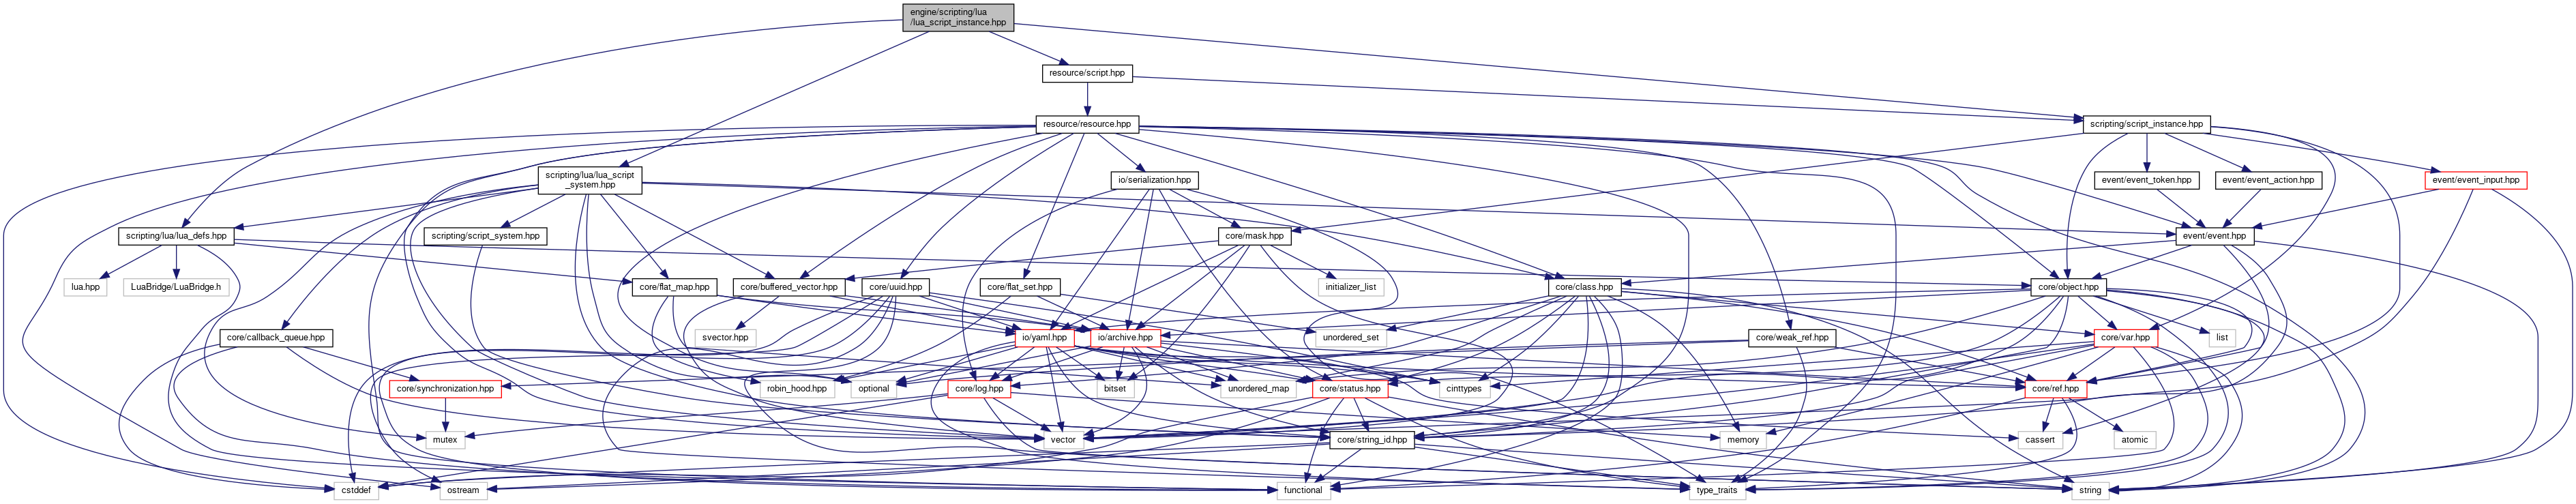 engine/scripting/lua
/lua_script_instance.hpp
resource/script.hpp
resource/resource.hpp
scripting/script_instance.hpp
scripting/lua/lua_script
_system.hpp
io/serialization.hpp
event/event_token.hpp
event/event_action.hpp
event/event_input.hpp
scripting/lua/lua_defs.hpp
scripting/script_system.hpp
core/mask.hpp
event/event.hpp
lua.hpp
LuaBridge/LuaBridge.h
core/flat_map.hpp
core/buffered_vector.hpp
core/uuid.hpp
core/flat_set.hpp
initializer_list
core/class.hpp
core/object.hpp
core/callback_queue.hpp
svector.hpp
io/yaml.hpp
io/archive.hpp
unordered_set
core/weak_ref.hpp
core/var.hpp
list
core/synchronization.hpp
robin_hood.hpp
optional
core/log.hpp
bitset
unordered_map
core/status.hpp
cinttypes
core/ref.hpp
mutex
vector
core/string_id.hpp
memory
cassert
atomic
cstddef
ostream
functional
type_traits
string